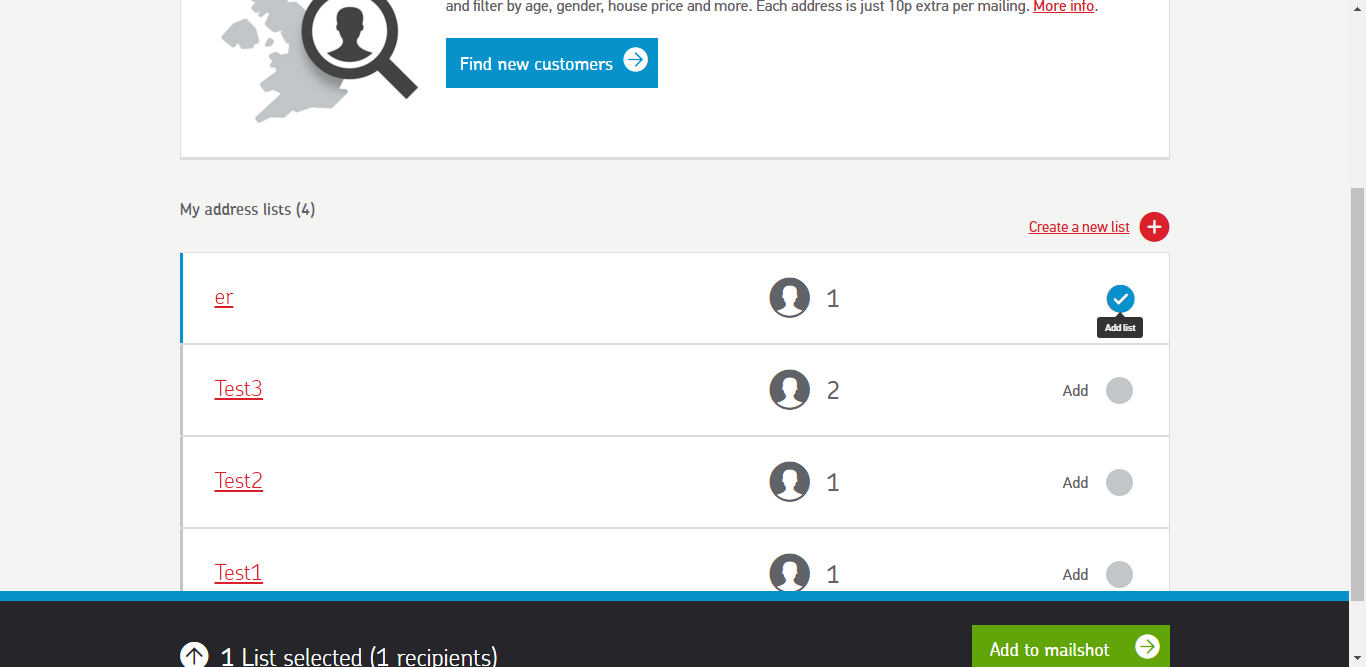 and filter by age, gender, house price and more. Each address is just 10p extra per mailing. More info.
Find new customers
My address lists (4)
Create a new list
er 1
Add list
Test3 2 Add
Test2 1 Add
Test1 1 Add
1 List selected (1 recipients)
Add to mailshot